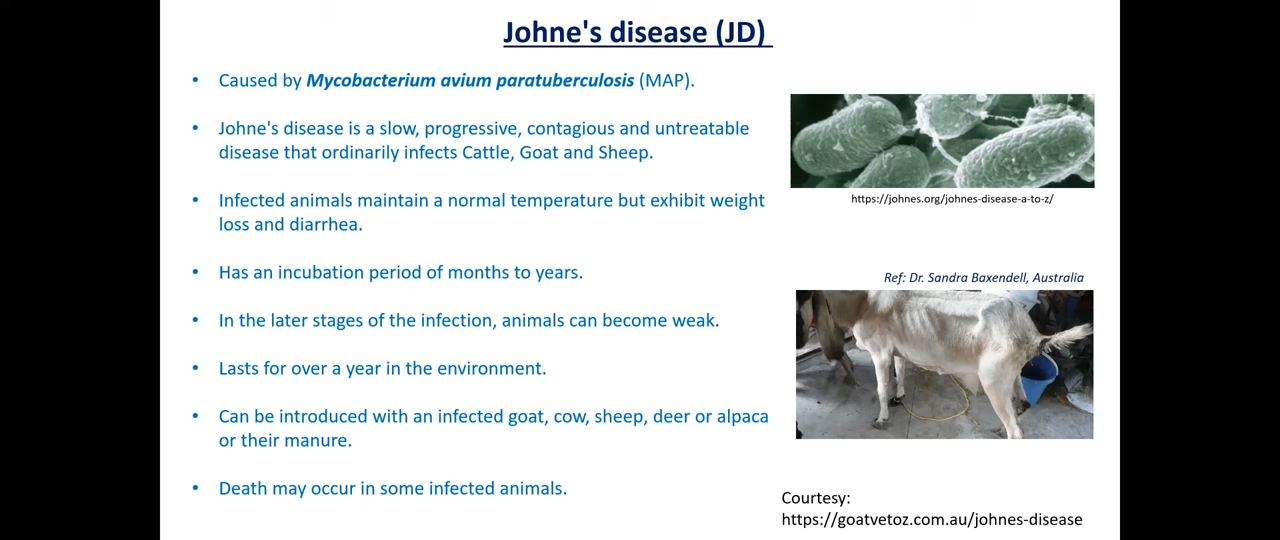 Johne's disease (JD)
• Caused by Mycobacterium avium paratuberculosis (MAP).
• Johne's disease is a slow, progressive, contagious and untreatable
disease that ordinarily infects Cattle, Goat and Sheep.
• Infected animals maintain a normal temperature but exhibit weight
loss and diarrhea.
• Has an incubation period of months to years.
• In the later stages of the infection, animals can become weak.
• Lasts for over a year in the environment.
• Can be introduced with an infected goat, cow, sheep, deer or alpaca
or their manure.
• Death may occur in some infected animals.
https://johnes.org/johnes-disease-a-to-z/
Ref: Dr. Sandra Baxendell, Australia
Courtesy:
https://goatvetoz.com.au/johnes-disease